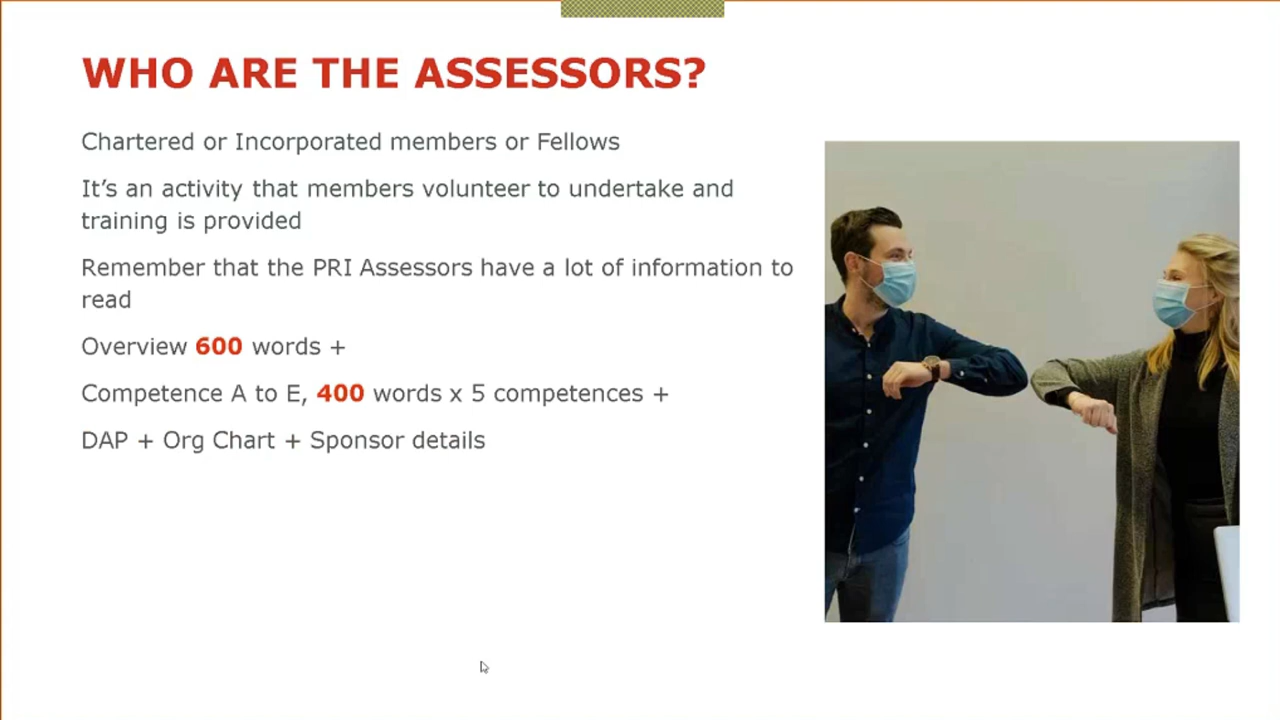 WHO ARE THE ASSESSORS?
Chartered or Incorporated members or Fellows
It’s an activity that members volunteer to undertake and
training is provided
Remember that the PRI Assessors have a lot of information to
read
Overview 600 words +
Competence A to E, 400 words x 5 competences +
DAP + Org Chart + Sponsor details